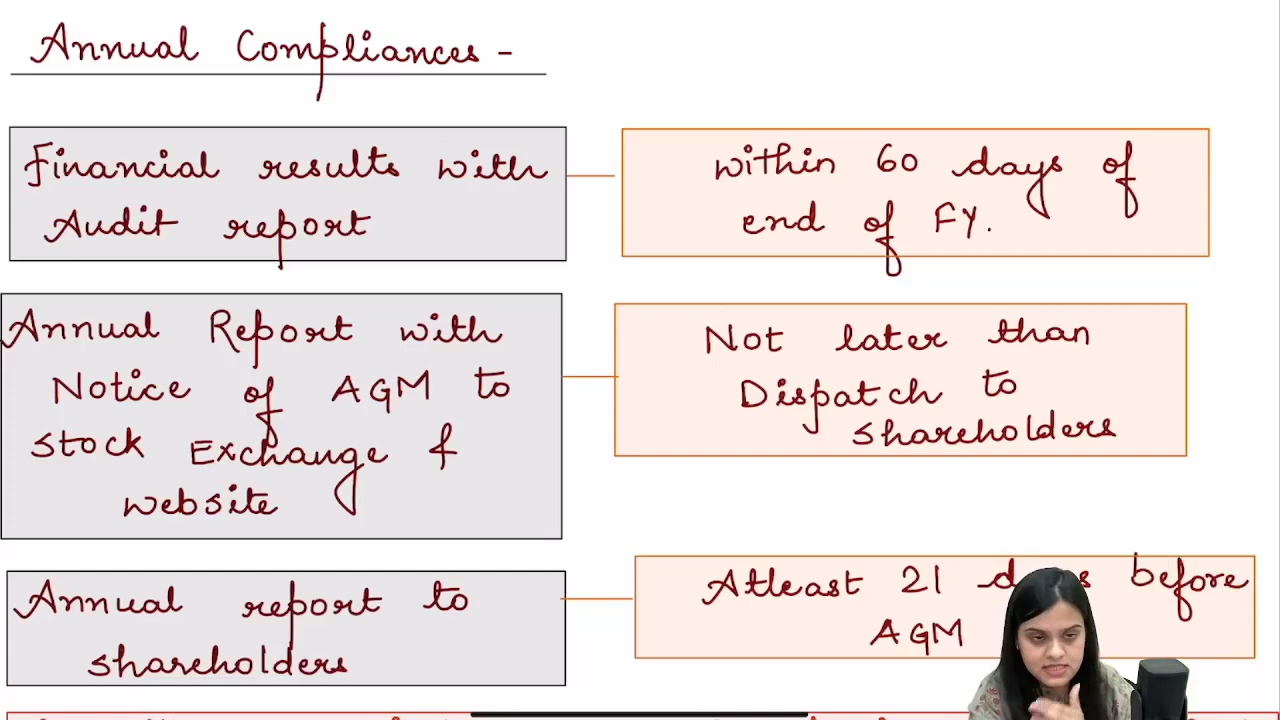 Annual Compliances -
Financial results with
Audit report
within 60 days of
end of FY.
Annual Report with
Notice of AGM to
Stock Exchange &
website
Not later than
Dispatch to
shareholders
Annual report to
shareholders
Atleast 21 before
AGM